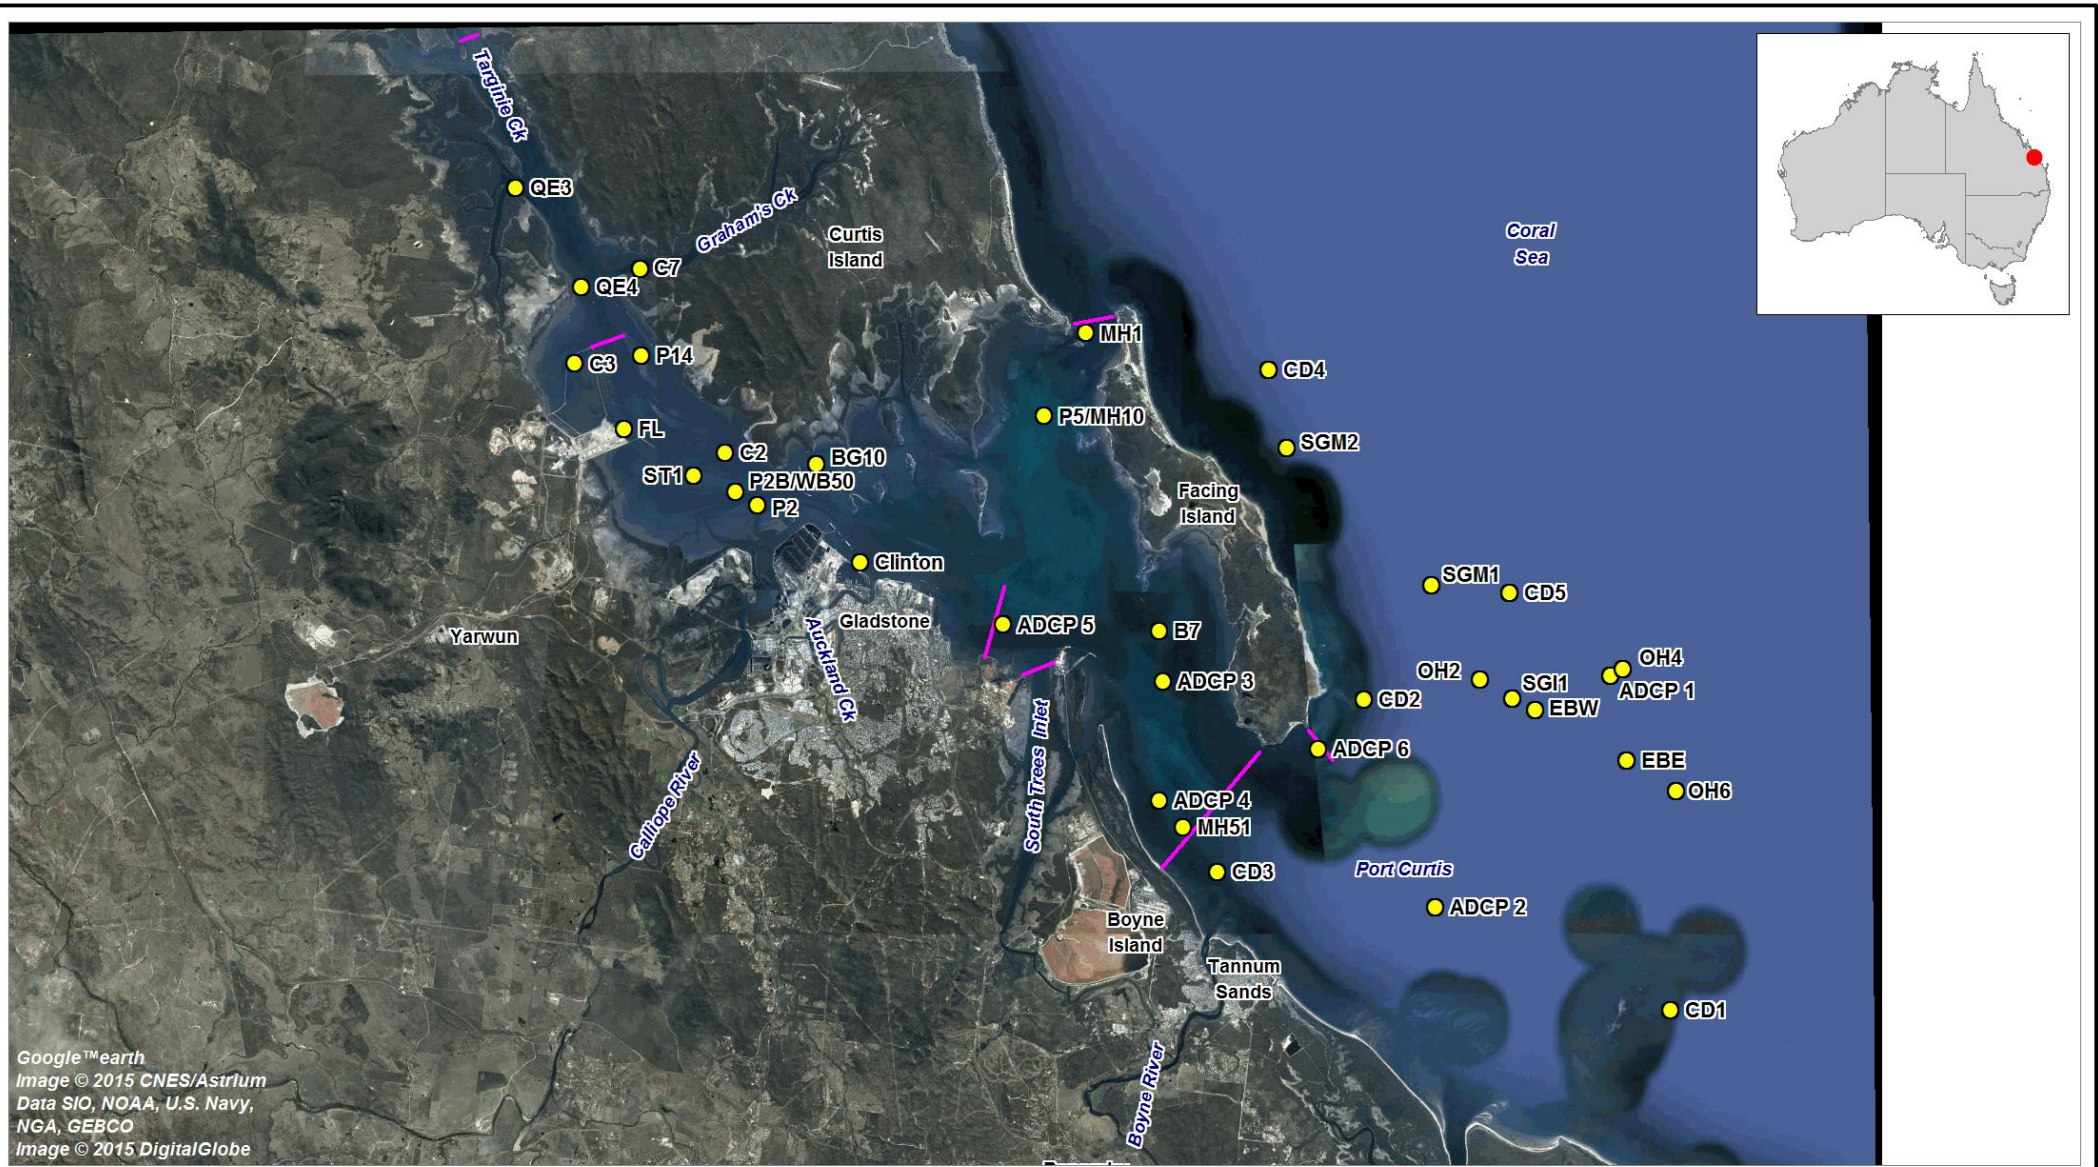 Targinie Ck
QE3
Graham's Ck
Curtis
Island
Coral
Sea
C7
QE4
MH1
C3
P14
CD4
P5/MH10
FL
SGM2
C2
BG10
ST1
P2B/WB50
P2
Facing
Island
Clinton
SGM1
CD5
Gladstone
ADCP 5
B7
Yarwun
Auckland Ck
OH4
OH2
ADCP 3
SGI1
ADCP 1
CD2
EBW
South Trees Inlet
ADCP 6
EBE
Calliope River
OH6
ADCP 4
MH51
CD3
Port Curtis
ADCP 2
Boyne
Island
Tannum
Sands
CD1
Boyne River
Google™earth
Image © 2015 CNES/Astrium
Data SIO, NOAA, U.S. Navy,
NGA, GEBCO
Image © 2015 DigitalGlobe